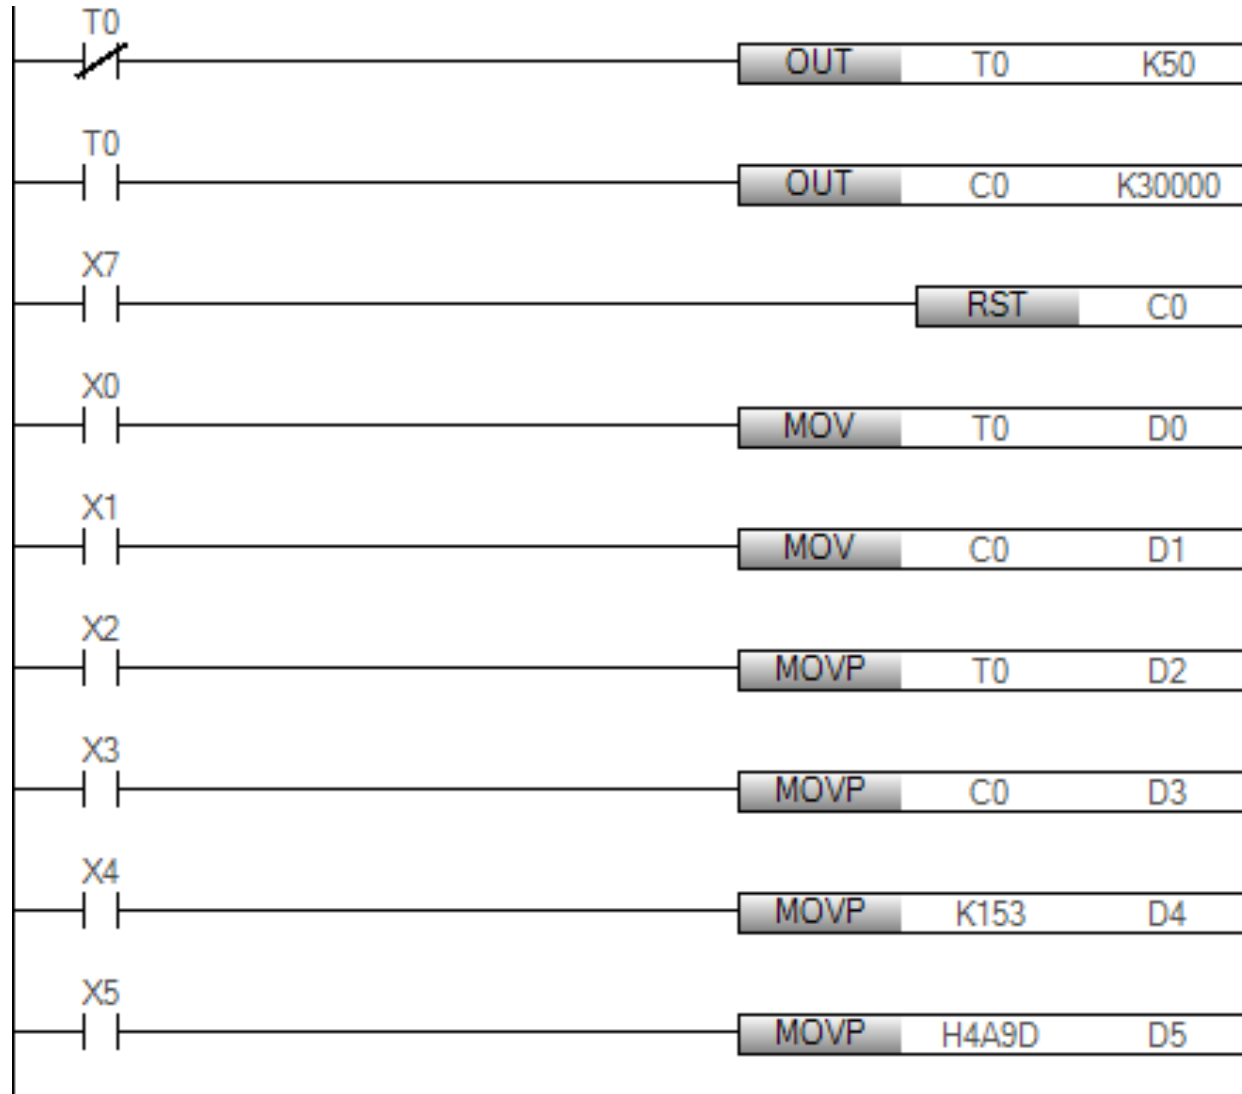 T0
OUT T0 K50
T0
OUT C0 K30000
X7
RST C0
X0
MOV T0 D0
X1
MOV C0 D1
X2
MOVP T0 D2
X3
MOVP C0 D3
X4
MOVP K153 D4
X5
MOVP H4A9D D5